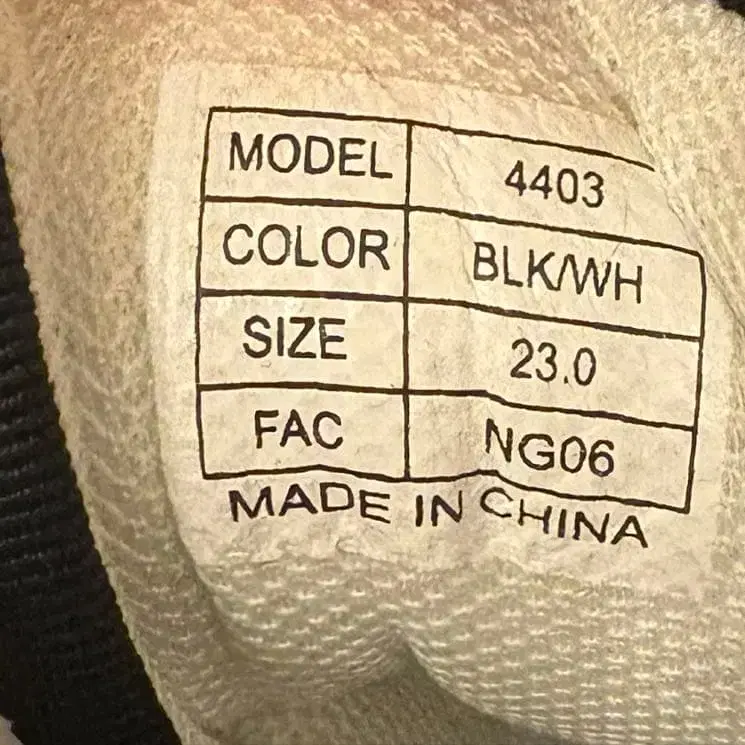 MODEL 4403
COLOR BLK/WH
SIZE 23.0
FAC NG06
MADE IN CHINA